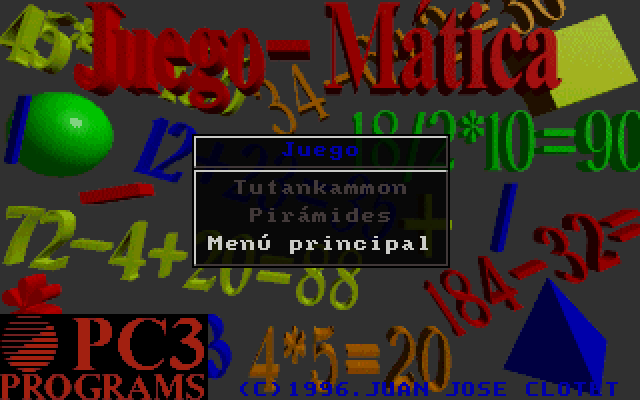 45*
Juego-Mática
34
18/2*10=90
12
Juego
Tutankammon
Pirámides
Menú principal
72-4+20=88
184-32=
PC3
PROGRAMS
4*5=20
(C)1996.JUAN JOSE CLOTET